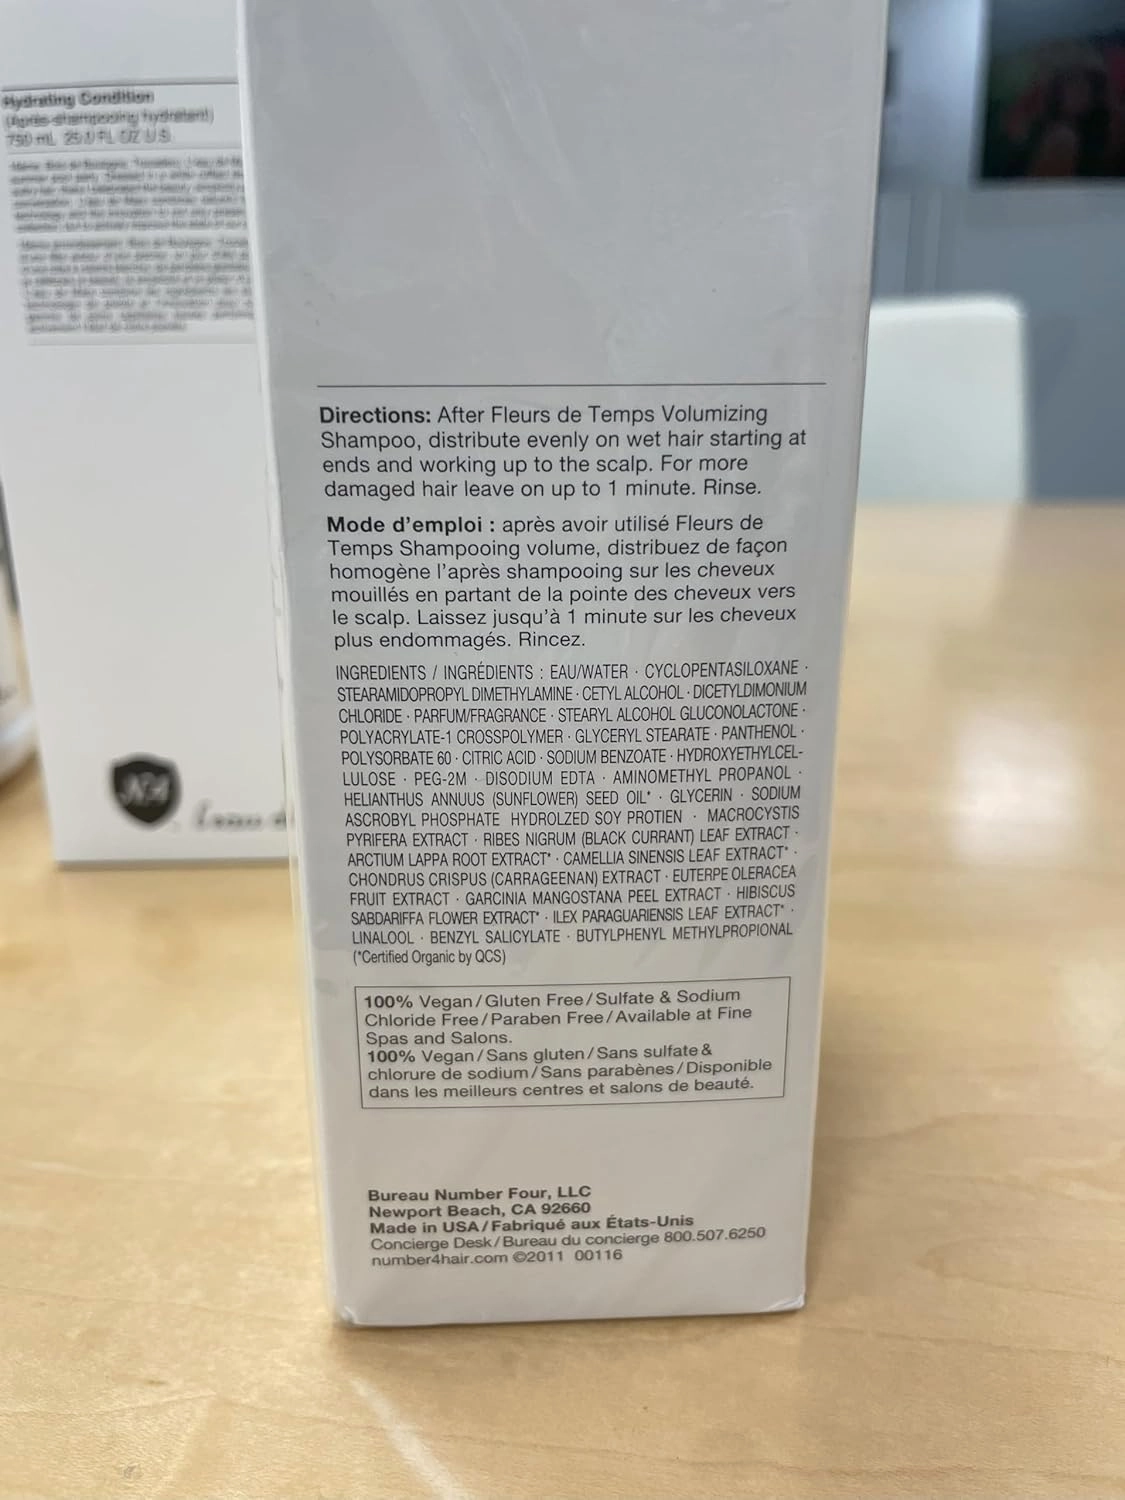 Hydrating Condition
(Après-shampooing hydratant)
750 mL 25.0 FL OZ U.S.
Directions: After Fleurs de Temps Volumizing
Shampoo, distribute evenly on wet hair starting at
ends and working up to the scalp. For more
damaged hair leave on up to 1 minute. Rinse.
Mode d'emploi : après avoir utilisé Fleurs de
Temps Shampooing volume, distribuez de façon
homogène l'après shampooing sur les cheveux
mouillés en partant de la pointe des cheveux vers
le scalp. Laissez jusqu'à 1 minute sur les cheveux
plus endommagés. Rincez.
INGREDIENTS / INGRÉDIENTS : EAU/WATER · CYCLOPENTASILOXANE ·
STEARAMIDOPROPYL DIMETHYLAMINE · CETYL ALCOHOL · DICETYLDIMONIUM
CHLORIDE · PARFUM/FRAGRANCE · STEARYL ALCOHOL GLUCONOLACTONE ·
POLYACRYLATE-1 CROSSPOLYMER · GLYCERYL STEARATE · PANTHENOL ·
POLYSORBATE 60 · CITRIC ACID · SODIUM BENZOATE · HYDROXYETHYLCEL-
LULOSE · PEG-2M · DISODIUM EDTA · AMINOMETHYL PROPANOL ·
HELIANTHUS ANNUUS (SUNFLOWER) SEED OIL* · GLYCERIN · SODIUM
ASCROBYL PHOSPHATE HYDROLZED SOY PROTIEN · MACROCYSTIS
PYRIFERA EXTRACT · RIBES NIGRUM (BLACK CURRANT) LEAF EXTRACT ·
ARCTIUM LAPPA ROOT EXTRACT* · CAMELLIA SINENSIS LEAF EXTRACT* ·
CHONDRUS CRISPUS (CARRAGEENAN) EXTRACT · EUTERPE OLERACEA
FRUIT EXTRACT · GARCINIA MANGOSTANA PEEL EXTRACT · HIBISCUS
SABDARIFFA FLOWER EXTRACT* · ILEX PARAGUARIENSIS LEAF EXTRACT* ·
LINALOOL · BENZYL SALICYLATE · BUTYLPHENYL METHYLPROPIONAL
(*Certified Organic by QCS)
100% Vegan / Gluten Free / Sulfate & Sodium
Chloride Free / Paraben Free / Available at Fine
Spas and Salons.
100% Vegan / Sans gluten / Sans sulfate &
chlorure de sodium / Sans parabènes / Disponible
dans les meilleurs centres et salons de beauté.
Bureau Number Four, LLC
Newport Beach, CA 92660
Made in USA / Fabriqué aux États-Unis
Concierge Desk / Bureau du concierge 800.507.6250
number4hair.com ©2011 00116